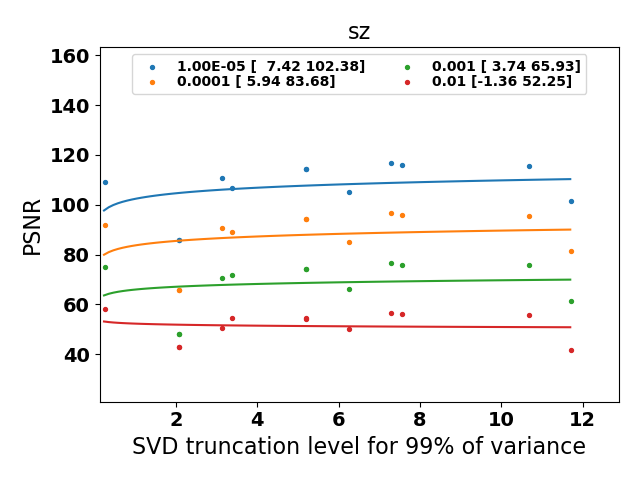 sz
1.00E-05 [  7.42 102.38]
0.0001 [ 5.94 83.68]
0.001 [ 3.74 65.93]
0.01 [-1.36 52.25]
160
140
120
100
80
60
40
PSNR
2 4 6 8 10 12
SVD truncation level for 99% of variance